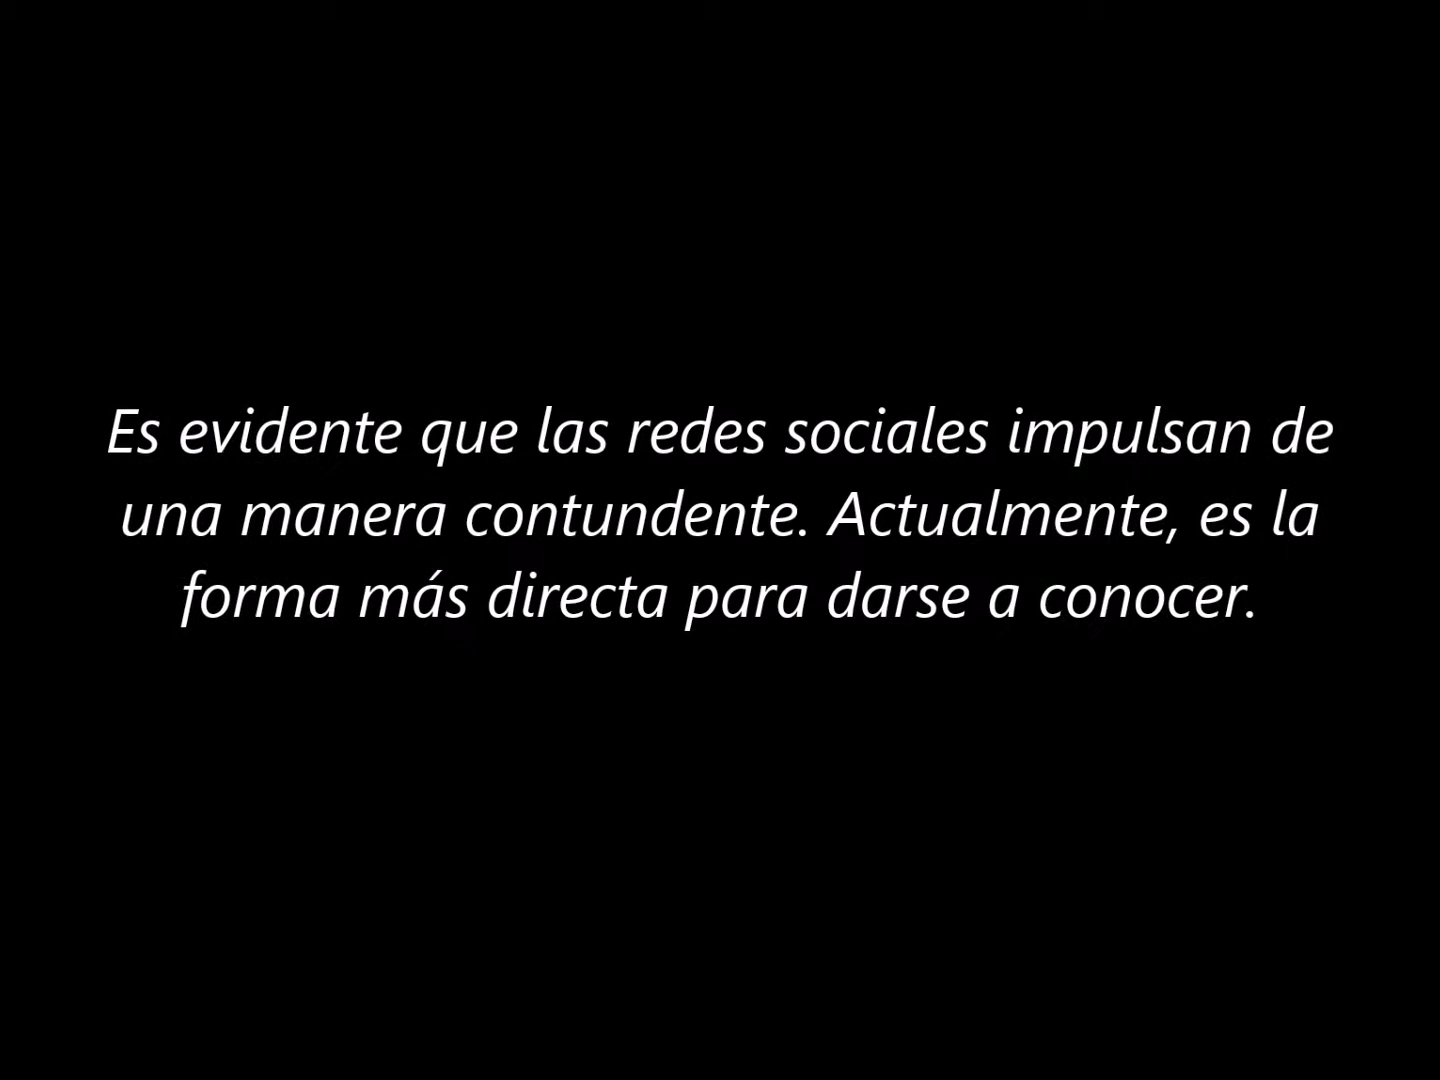 Es evidente que las redes sociales impulsan de
una manera contundente. Actualmente, es la
forma más directa para darse a conocer.